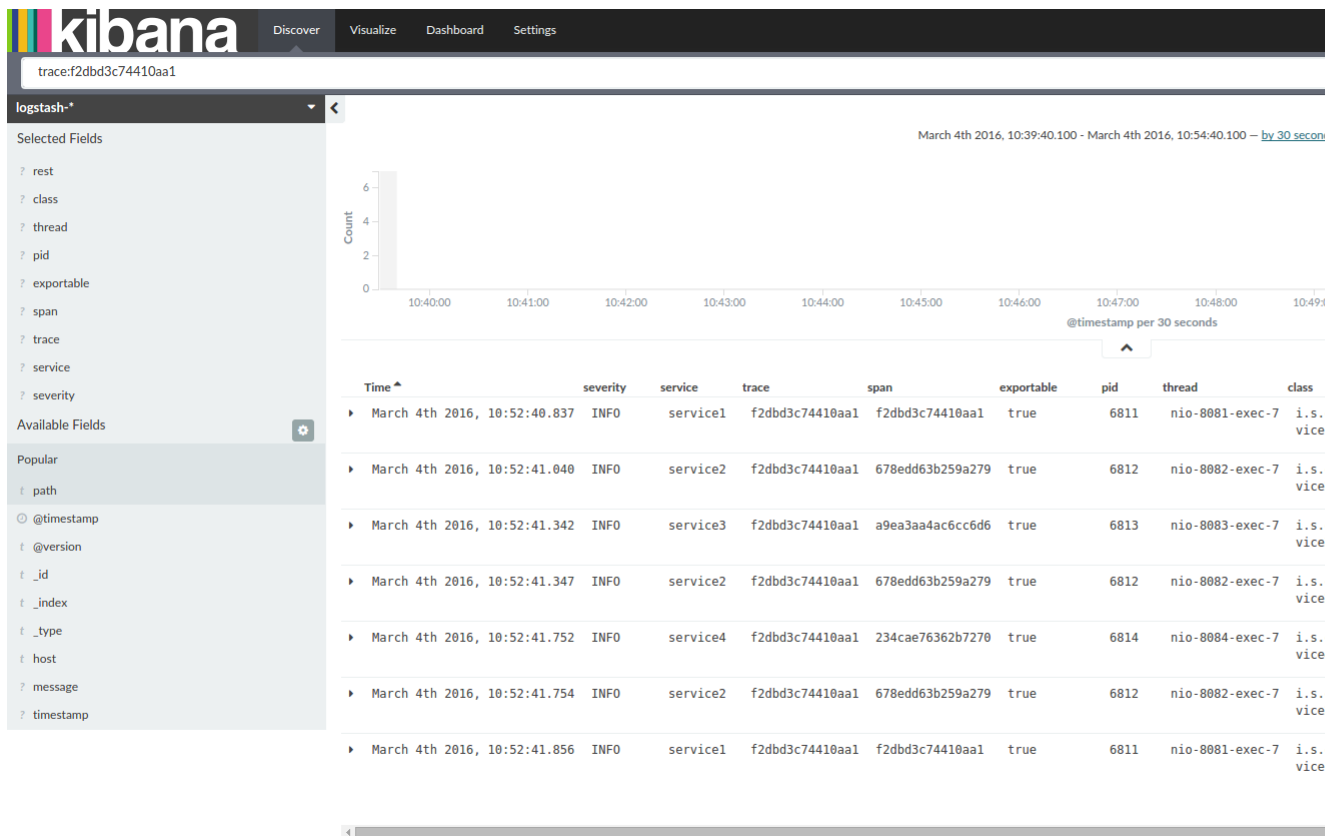 kibana Discover Visualize Dashboard Settings
trace:f2dbd3c74410aa1
logstash-*
Selected Fields
? rest
? class
? thread
? pid
? exportable
? span
? trace
? service
? severity
Available Fields
Popular
t path
@timestamp
t @version
t _id
t _index
t _type
t host
? message
? timestamp
March 4th 2016, 10:39:40.100 - March 4th 2016, 10:54:40.100 — by 30 secon
Count
6
4
2
0
10:40:00 10:41:00 10:42:00 10:43:00 10:44:00 10:45:00 10:46:00 10:47:00 10:48:00 10:49:
@timestamp per 30 seconds
Time severity service trace span exportable pid thread class
March 4th 2016, 10:52:40.837 INFO service1 f2dbd3c74410aa1 f2dbd3c74410aa1 true 6811 nio-8081-exec-7 i.s.
vice
March 4th 2016, 10:52:41.040 INFO service2 f2dbd3c74410aa1 678edd63b259a279 true 6812 nio-8082-exec-7 i.s.
vice
March 4th 2016, 10:52:41.342 INFO service3 f2dbd3c74410aa1 a9ea3aa4ac6cc6d6 true 6813 nio-8083-exec-7 i.s.
vice
March 4th 2016, 10:52:41.347 INFO service2 f2dbd3c74410aa1 678edd63b259a279 true 6812 nio-8082-exec-7 i.s.
vice
March 4th 2016, 10:52:41.752 INFO service4 f2dbd3c74410aa1 234cae76362b7270 true 6814 nio-8084-exec-7 i.s.
vice
March 4th 2016, 10:52:41.754 INFO service2 f2dbd3c74410aa1 678edd63b259a279 true 6812 nio-8082-exec-7 i.s.
vice
March 4th 2016, 10:52:41.856 INFO service1 f2dbd3c74410aa1 f2dbd3c74410aa1 true 6811 nio-8081-exec-7 i.s.
vice